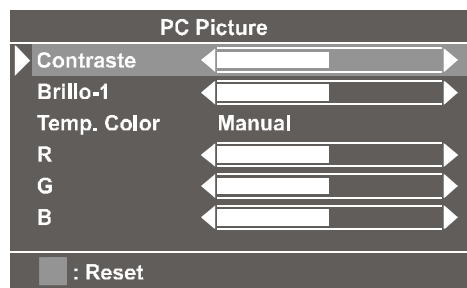 PC Picture
Contraste
Brillo-1
Temp. Color Manual
R
G
B
: Reset